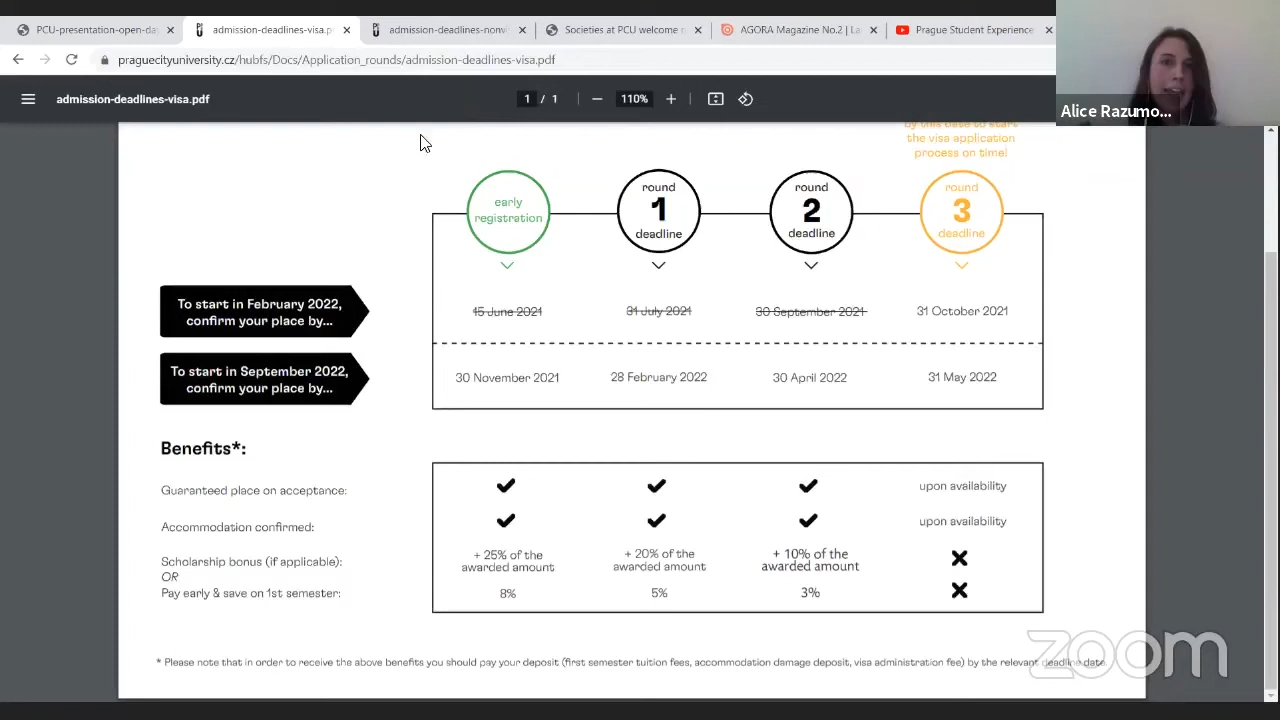 PCU-presentation-open-da
admission-deadlines-visa.p
admission-deadlines-nonv
Societies at PCU welcome n
AGORA Magazine No.2 | La
Prague Student Experience
praguecityuniversity.cz/hubfs/Docs/Application_rounds/admission-deadlines-visa.pdf
admission-deadlines-visa.pdf
1 / 1
110%
Alice Razumo...
by this date to start
the visa application
process on time!
early
registration
round
1
deadline
round
2
deadline
round
3
deadline
To start in February 2022,
confirm your place by...
15 June 2021
31 July 2021
30 September 2021
31 October 2021
To start in September 2022,
confirm your place by...
30 November 2021
28 February 2022
30 April 2022
31 May 2022
Benefits*:
Guaranteed place on acceptance:
upon availability
Accommodation confirmed:
upon availability
Scholarship bonus (if applicable):
+ 25% of the
awarded amount
+ 20% of the
awarded amount
+ 10% of the
awarded amount
OR
Pay early & save on 1st semester:
8%
5%
3%
* Please note that in order to receive the above benefits you should pay your deposit (first semester tuition fees, accommodation damage deposit, visa administration fee) by the relevant deadline date.
zoom